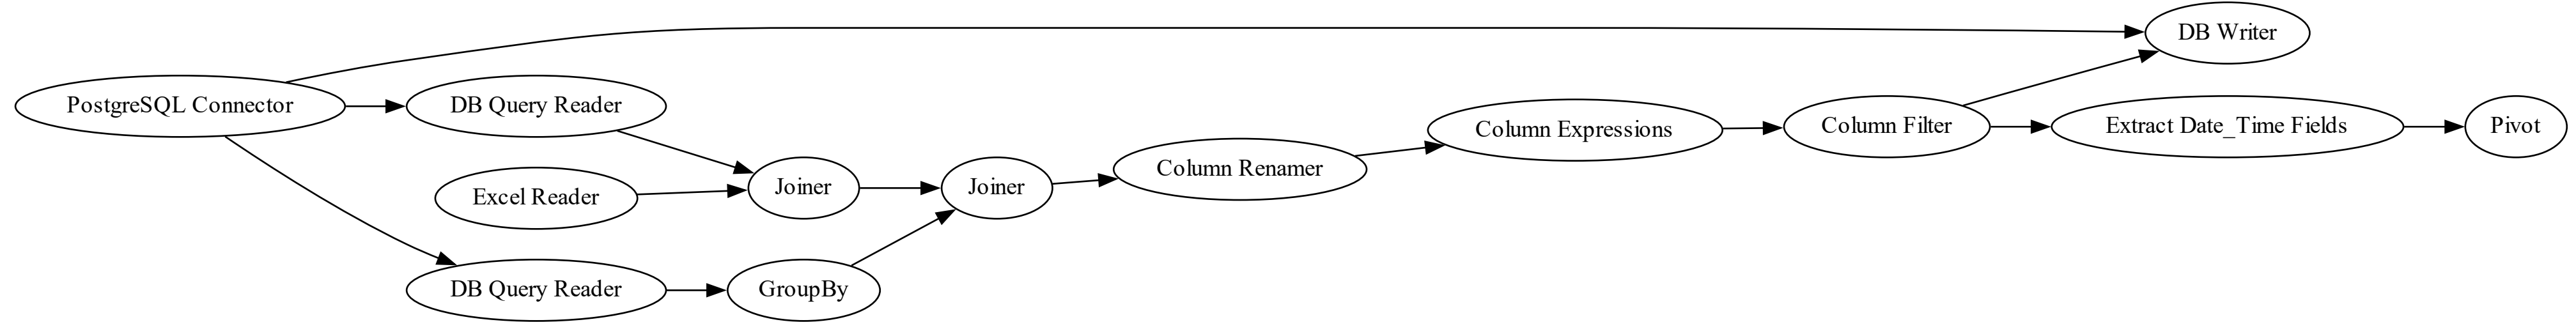 DB Writer
PostgreSQL Connector
DB Query Reader
Excel Reader
DB Query Reader
Joiner
GroupBy
Joiner
Column Renamer
Column Expressions
Column Filter
Extract Date_Time Fields
Pivot